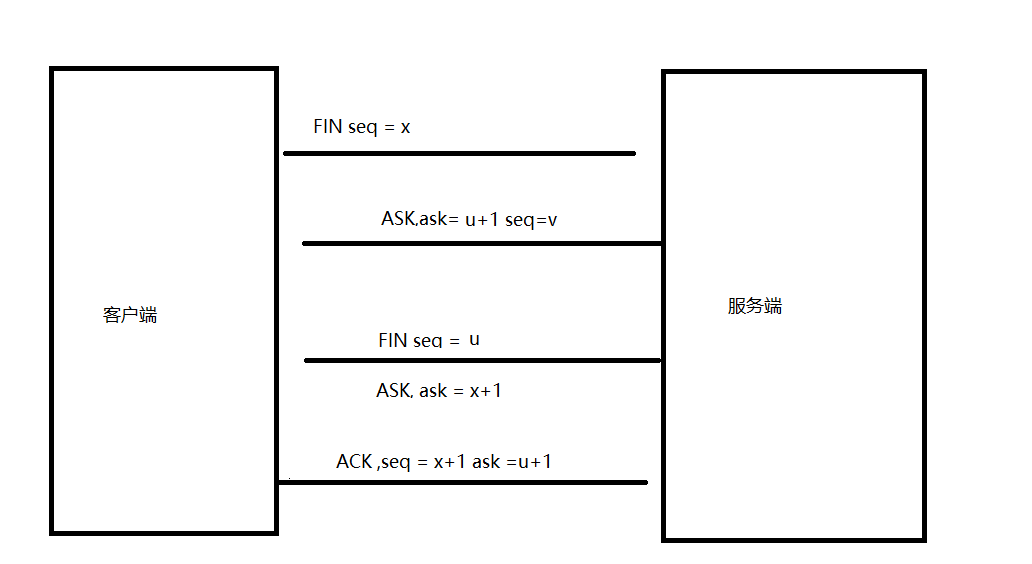 FIN seq = x
ASK,ask= u+1 seq=v
客户端
服务端
FIN seq = u
ASK, ask = x+1
ACK ,seq = x+1 ask =u+1